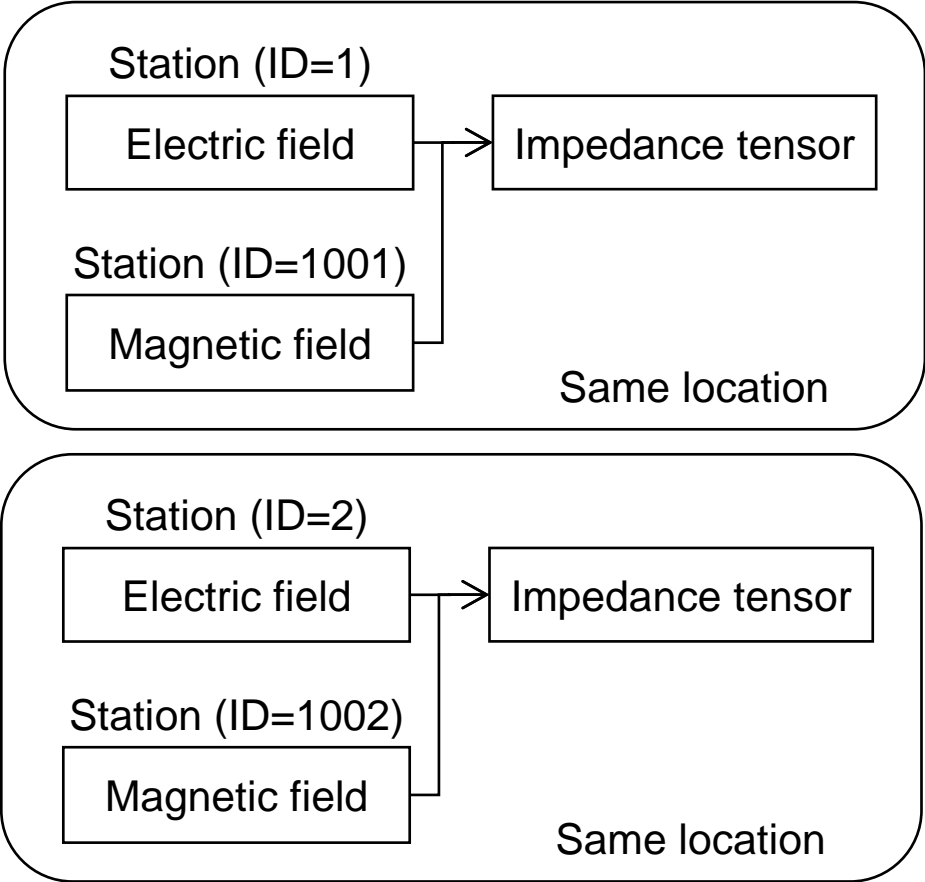 Station (ID=1)
Electric field
Impedance tensor
Station (ID=1001)
Magnetic field
Same location
Station (ID=2)
Electric field
Impedance tensor
Station (ID=1002)
Magnetic field
Same location